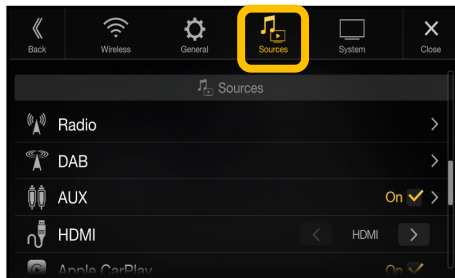 Back
Wireless
General
Sources
System
Close
Sources
Radio
DAB
AUX On
HDMI HDMI
Apple CarPlay On